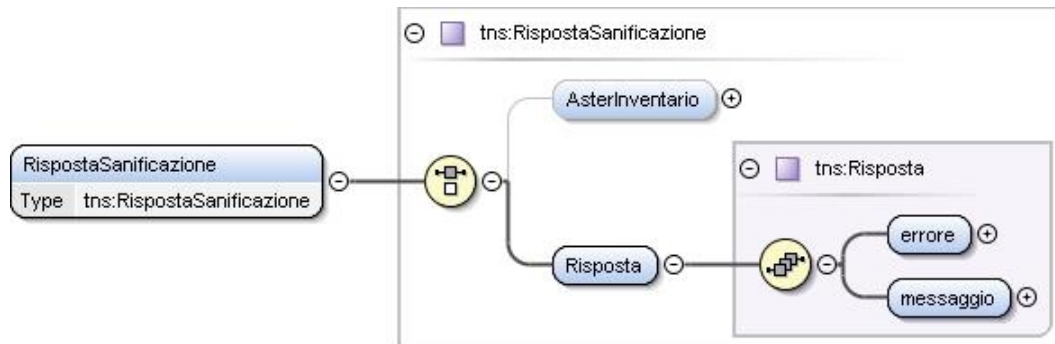 tns:RispostaSanificazione
AsterInventario
RispostaSanificazione
Type tns:RispostaSanificazione
tns:Risposta
Risposta
errore
messaggio